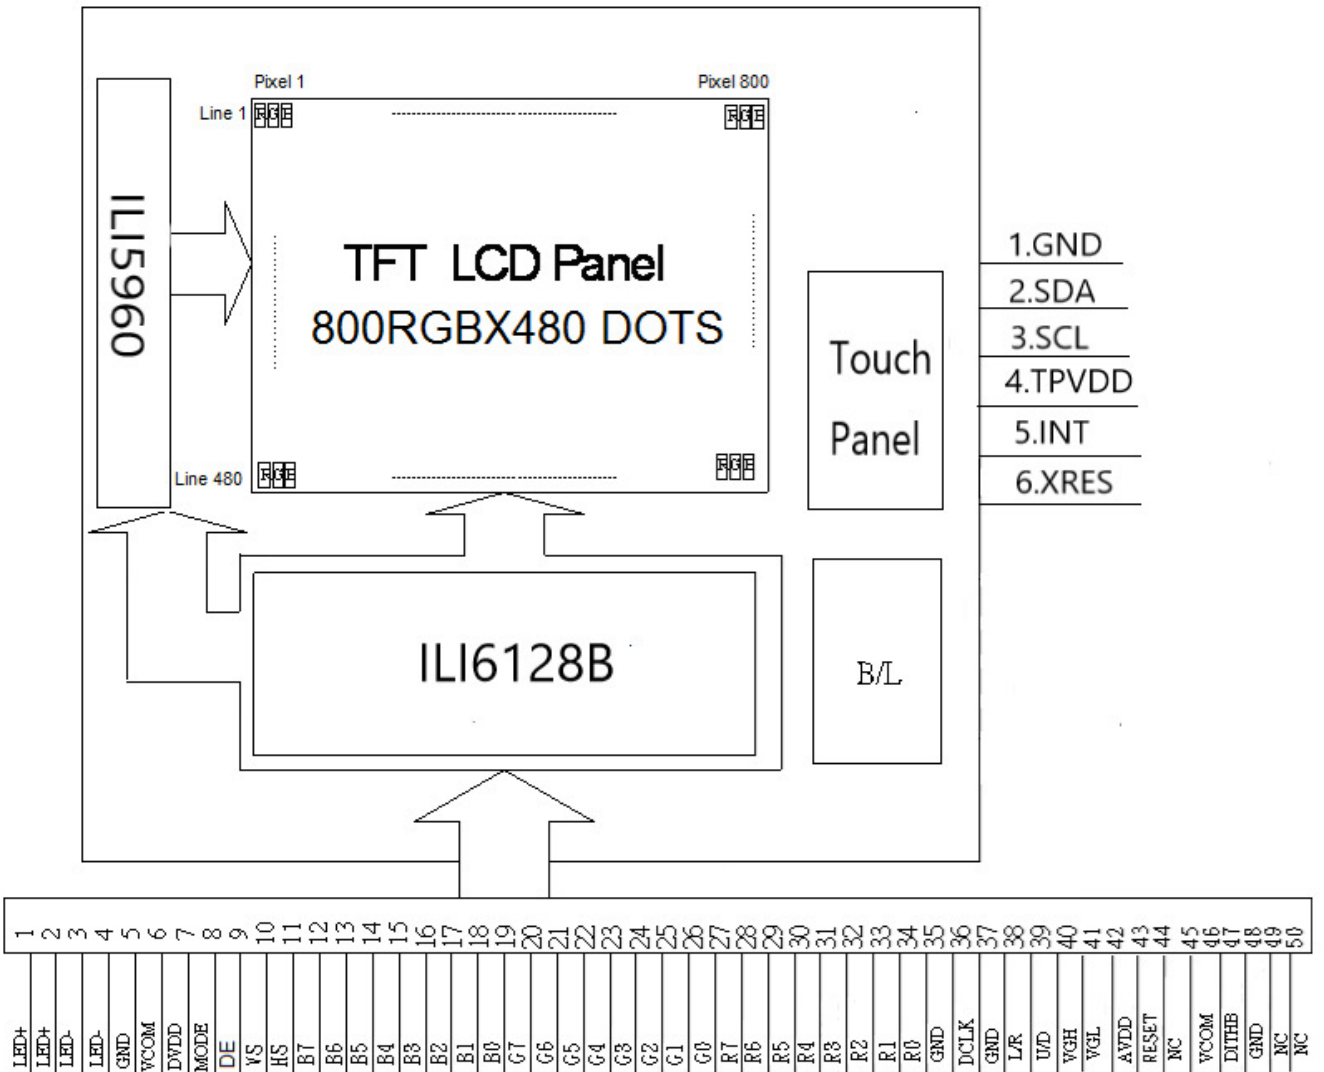 Pixel 1
Pixel 800
Line 1
RGB
RGB
ILI5960
TFT LCD Panel
800RGBX480 DOTS
Line 480
RGB
RGB
Touch
Panel
1.GND
2.SDA
3.SCL
4.TPVDD
5.INT
6.XRES
ILI6128B
B/L
1 2 3 4 5 6 7 8 9 10 11 12 13 14 15 16 17 18 19 20 21 22 23 24 25 26 27 28 29 30 31 32 33 34 35 36 37 38 39 40 41 42 43 44 45 46 47 48 49 50
LED+ LED+ LED- LED- GND VCOM DVDD MODE DE VS HS B7 B6 B5 B4 B3 B2 B1 B0 G7 G6 G5 G4 G3 G2 G1 G0 R7 R6 R5 R4 R3 R2 R1 R0 GND DCLK GND L/R U/D VGH VGL AVDD RESET NC VCOM DITHB GND NC NC